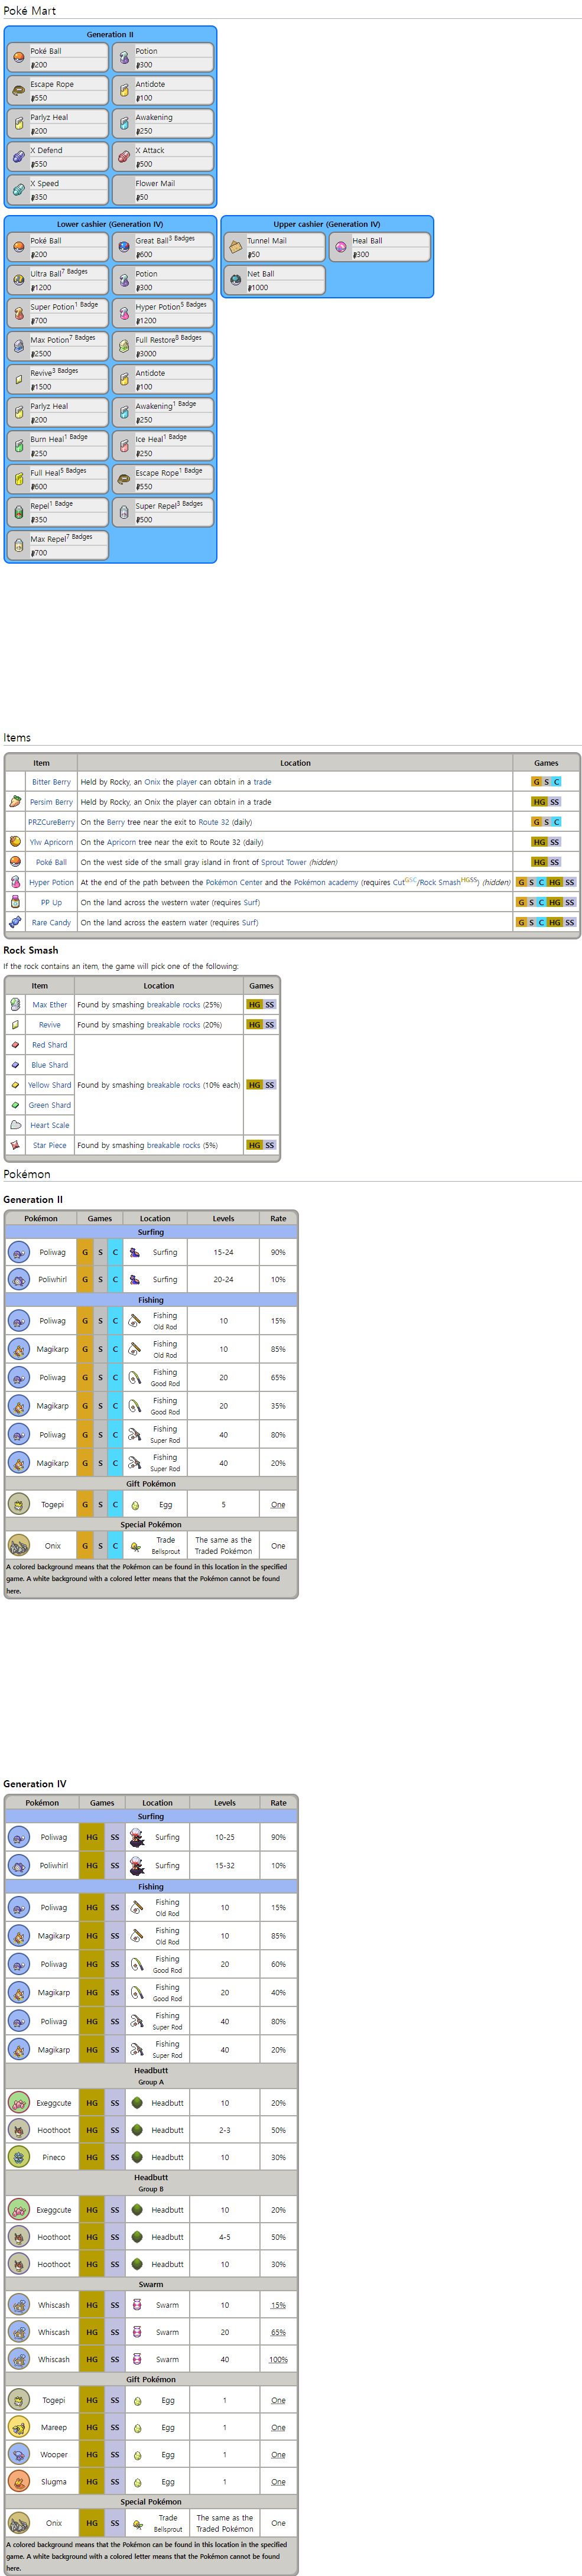 Poké Mart
Generation II
Poké Ball Potion
₽200 ₽300
Escape Rope Antidote
₽550 ₽100
Parlyz Heal Awakening
₽200 ₽250
X Defend X Attack
₽550 ₽500
X Speed Flower Mail
₽350 ₽50
Lower cashier (Generation IV) Upper cashier (Generation IV)
Poké Ball Great Ball3 Badges Tunnel Mail Heal Ball
₽200 ₽600 ₽50 ₽300
Ultra Ball7 Badges Potion Net Ball
₽1200 ₽300 ₽1000
Super Potion1 Badge Hyper Potion5 Badges
₽700 ₽1200
Max Potion7 Badges Full Restore8 Badges
₽2500 ₽3000
Revive3 Badges Antidote
₽1500 ₽100
Parlyz Heal Awakening1 Badge
₽200 ₽250
Burn Heal1 Badge Ice Heal1 Badge
₽250 ₽250
Full Heal5 Badges Escape Rope1 Badge
₽600 ₽550
Repel1 Badge Super Repel3 Badges
₽350 ₽500
Max Repel7 Badges
₽700
Items
Item Location Games
Bitter Berry Held by Rocky, an Onix the player can obtain in a trade G S C
Persim Berry Held by Rocky, an Onix the player can obtain in a trade HG SS
PRZCureBerry On the Berry tree near the exit to Route 32 (daily) G S C
Ylw Apricorn On the Apricorn tree near the exit to Route 32 (daily) HG SS
Poké Ball On the west side of the small gray island in front of Sprout Tower (hidden) HG SS
Hyper Potion At the end of the path between the Pokémon Center and the Pokémon academy (requires CutGSC/Rock SmashHGSS) (hidden) G S C HG SS
PP Up On the land across the western water (requires Surf) G S C HG SS
Rare Candy On the land across the eastern water (requires Surf) G S C HG SS
Rock Smash
If the rock contains an item, the game will pick one of the following:
Item Location Games
Max Ether Found by smashing breakable rocks (25%) HG SS
Revive Found by smashing breakable rocks (20%) HG SS
Red Shard
Blue Shard
Yellow Shard Found by smashing breakable rocks (10% each) HG SS
Green Shard
Heart Scale
Star Piece Found by smashing breakable rocks (5%) HG SS
Pokémon
Generation II
Pokémon Games Location Levels Rate
Surfing
Poliwag G S C Surfing 15-24 90%
Poliwhirl G S C Surfing 20-24 10%
Fishing
Poliwag G S C Fishing Old Rod 10 15%
Magikarp G S C Fishing Old Rod 10 85%
Poliwag G S C Fishing Good Rod 20 65%
Magikarp G S C Fishing Good Rod 20 35%
Poliwag G S C Fishing Super Rod 40 80%
Magikarp G S C Fishing Super Rod 40 20%
Gift Pokémon
Togepi G S C Egg 5 One
Special Pokémon
Onix G S C Trade Bellsprout The same as the Traded Pokémon One
A colored background means that the Pokémon can be found in this location in the specified
game. A white background with a colored letter means that the Pokémon cannot be found
here.
Generation IV
Pokémon Games Location Levels Rate
Surfing
Poliwag HG SS Surfing 10-25 90%
Poliwhirl HG SS Surfing 15-32 10%
Fishing
Poliwag HG SS Fishing Old Rod 10 15%
Magikarp HG SS Fishing Old Rod 10 85%
Poliwag HG SS Fishing Good Rod 20 60%
Magikarp HG SS Fishing Good Rod 20 40%
Poliwag HG SS Fishing Super Rod 40 80%
Magikarp HG SS Fishing Super Rod 40 20%
Headbutt
Group A
Exeggcute HG SS Headbutt 10 20%
Hoothoot HG SS Headbutt 2-3 50%
Pineco HG SS Headbutt 10 30%
Headbutt
Group B
Exeggcute HG SS Headbutt 10 20%
Hoothoot HG SS Headbutt 4-5 50%
Hoothoot HG SS Headbutt 10 30%
Swarm
Whiscash HG SS Swarm 10 15%
Whiscash HG SS Swarm 20 65%
Whiscash HG SS Swarm 40 100%
Gift Pokémon
Togepi HG SS Egg 1 One
Mareep HG SS Egg 1 One
Wooper HG SS Egg 1 One
Slugma HG SS Egg 1 One
Special Pokémon
Onix HG SS Trade Bellsprout The same as the Traded Pokémon One
A colored background means that the Pokémon can be found in this location in the specified
game. A white background with a colored letter means that the Pokémon cannot be found
here.